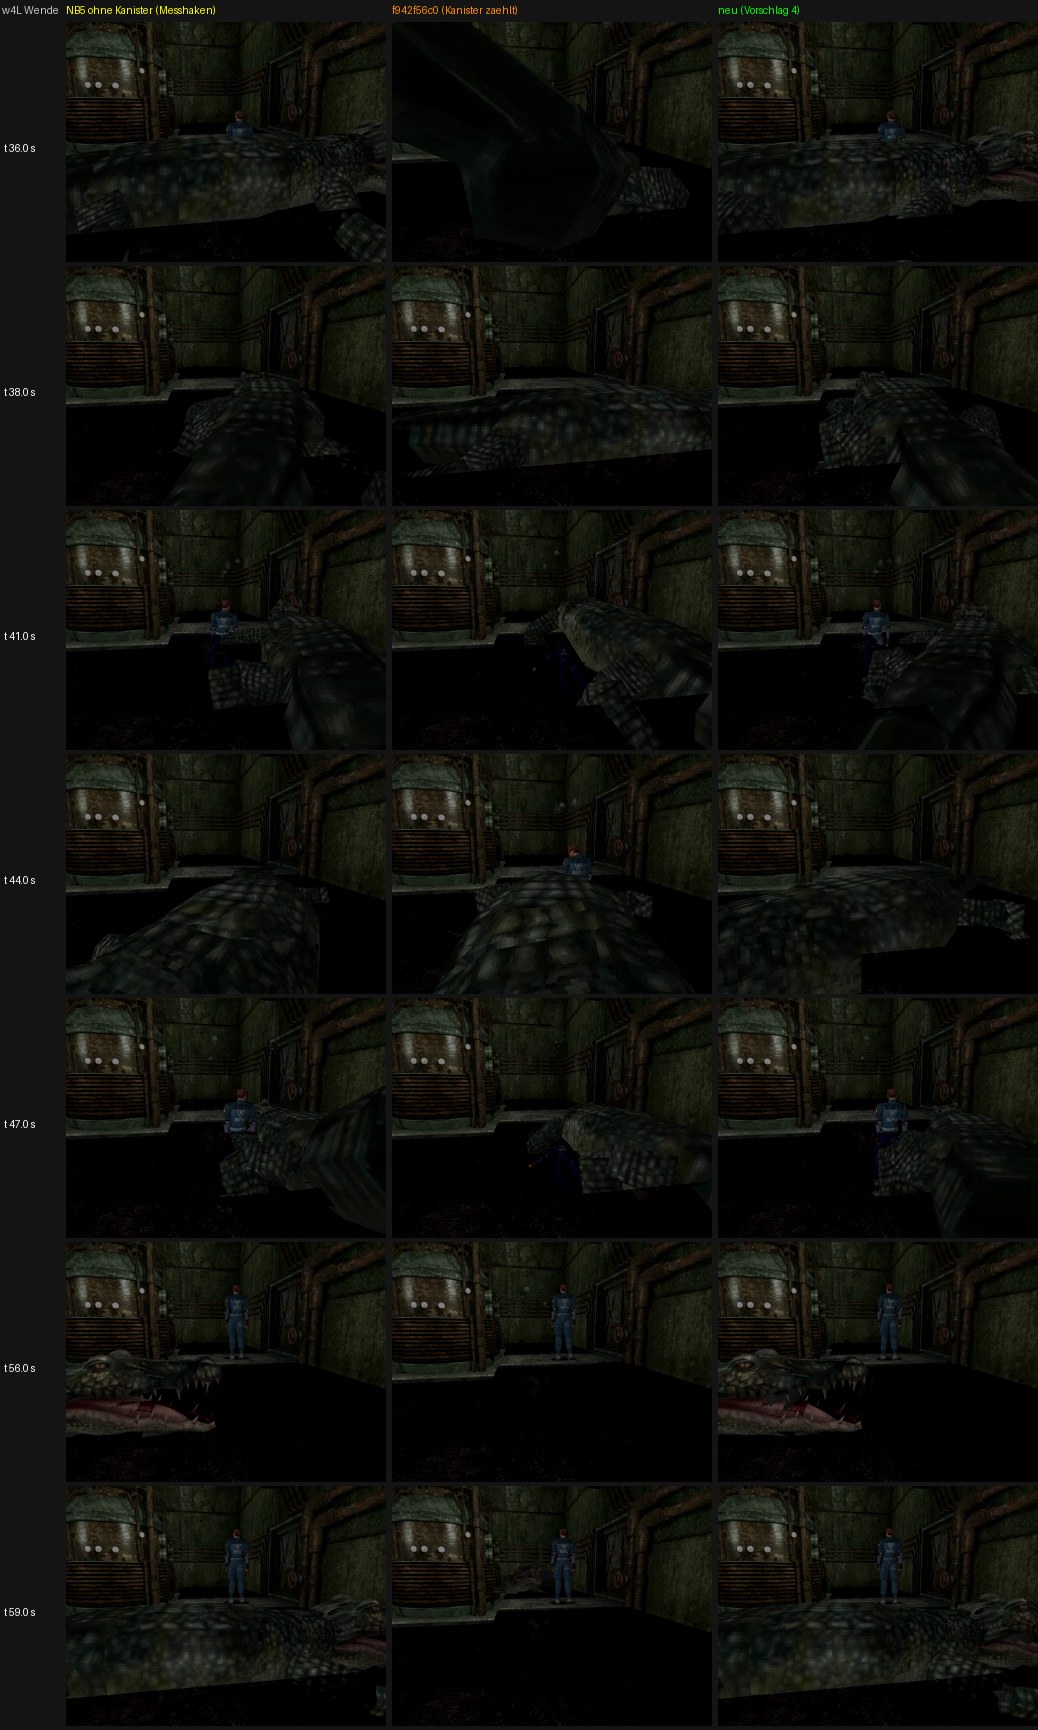 w4L Wende NB5 ohne Kanister (Messhaken) f942f56c0 (Kanister zaehlt) neu (Vorschlag 4)
t 36.0 s
t 38.0 s
t 41.0 s
t 44.0 s
t 47.0 s
t 56.0 s
t 59.0 s